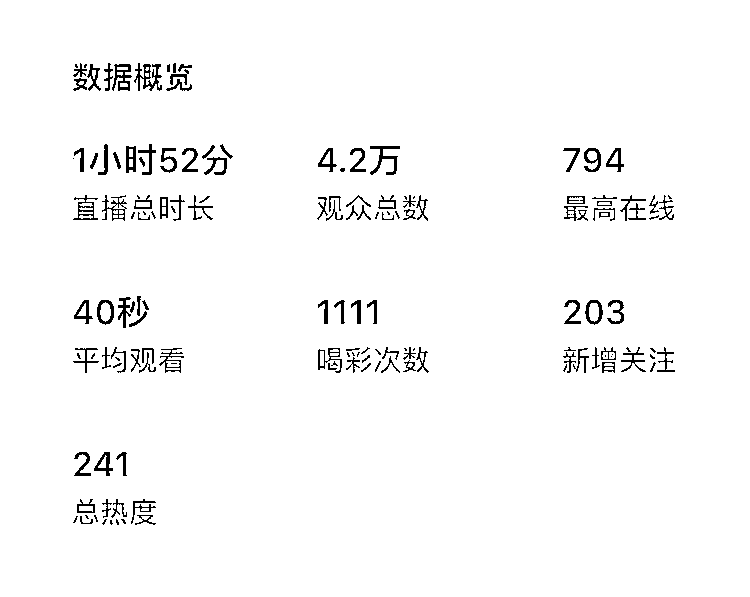 数据概览
1小时52分 4.2万 794
直播总时长 观众总数 最高在线
40秒 1111 203
平均观看 喝彩次数 新增关注
241
总热度